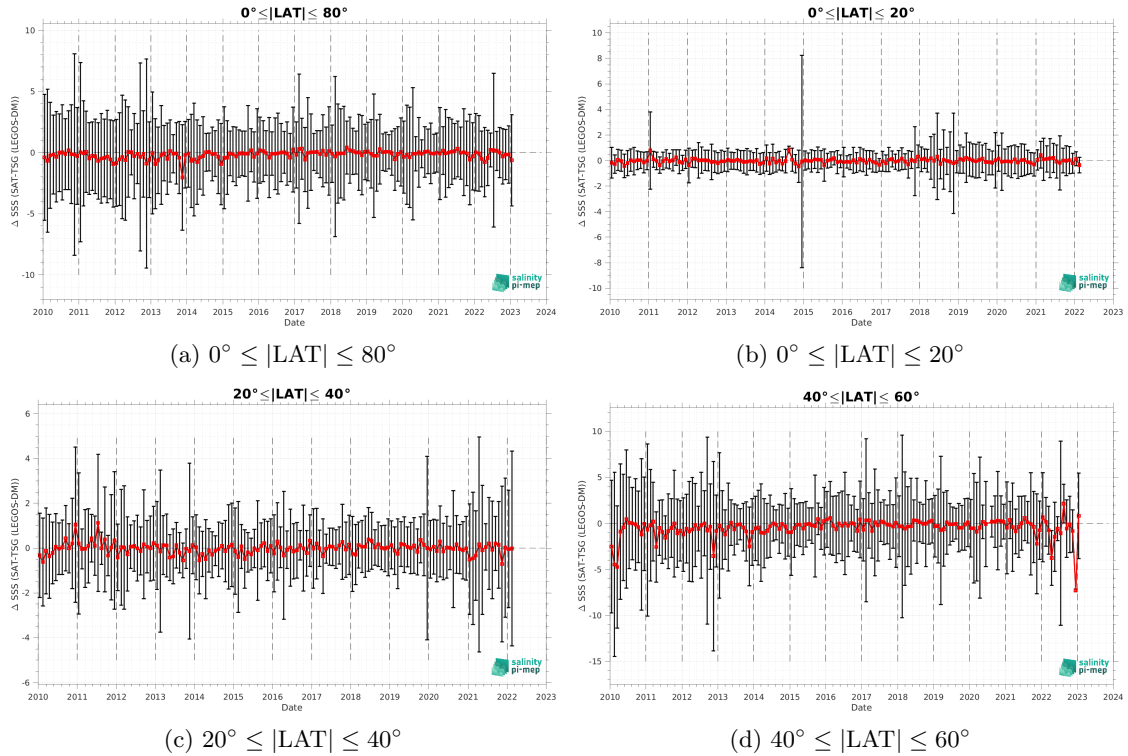 0°≤|LAT|≤ 80°
Δ SSS (SAT-TSG (LEGOS-DM))
10
5
0
-5
-10
2010 2011 2012 2013 2014 2015 2016 2017 2018 2019 2020 2021 2022 2023 2024
Date
salinity
pi-mep
(a) 0° ≤ |LAT| ≤ 80°
0°≤|LAT|≤ 20°
Δ SSS (SAT-TSG (LEGOS-DM))
10
8
6
4
2
0
-2
-4
-6
-8
-10
2010 2011 2012 2013 2014 2015 2016 2017 2018 2019 2020 2021 2022 2023
Date
salinity
pi-mep
(b) 0° ≤ |LAT| ≤ 20°
20°≤|LAT|≤ 40°
Δ SSS (SAT-TSG (LEGOS-DM))
6
4
2
0
-2
-4
-6
2010 2011 2012 2013 2014 2015 2016 2017 2018 2019 2020 2021 2022 2023
Date
salinity
pi-mep
(c) 20° ≤ |LAT| ≤ 40°
40°≤|LAT|≤ 60°
Δ SSS (SAT-TSG (LEGOS-DM))
10
5
0
-5
-10
-15
2010 2011 2012 2013 2014 2015 2016 2017 2018 2019 2020 2021 2022 2023 2024
Date
salinity
pi-mep
(d) 40° ≤ |LAT| ≤ 60°